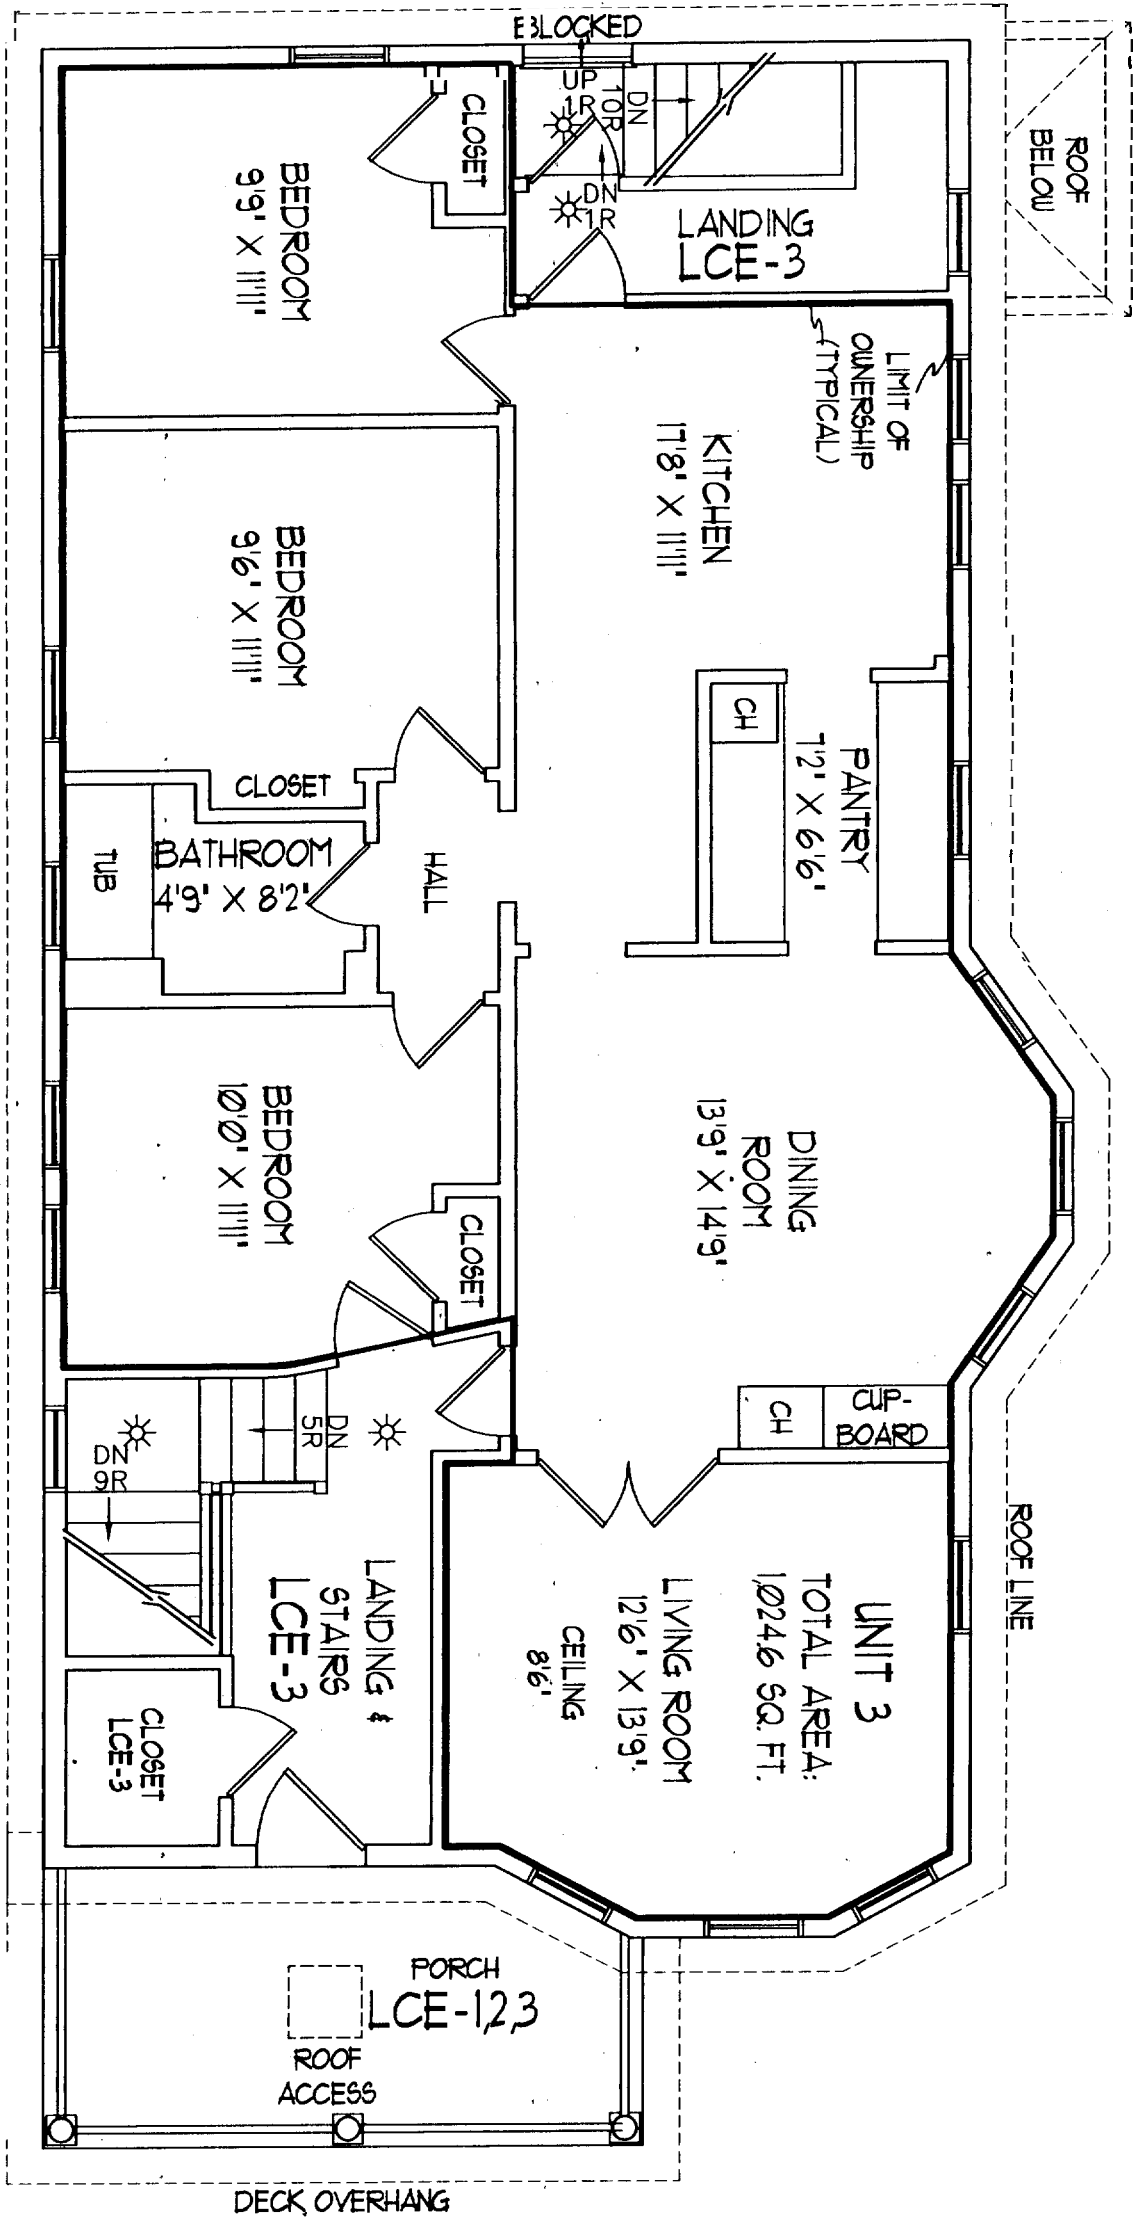 E3LOCKED
UP
1R
DN
10R
DN
1R
LANDING
LCE-3
ROOF
BELOW
CLOSET
BEDROOM
9'9" X 11'11"
LIMIT OF
OWNERSHIP
(TYPICAL)
KITCHEN
17'8" X 11'11"
BEDROOM
9'6" X 11'11"
CLOSET
CH
PANTRY
7'2" X 6'6"
BATHROOM
4'9" X 8'2"
TUB
HALL
DINING
ROOM
13'9" X 14'9"
BEDROOM
10'0" X 11'11"
CLOSET
CH
CUP-
BOARD
DN
5R
DN
9R
ROOF LINE
LANDING &
STAIRS
LCE-3
UNIT 3
TOTAL AREA:
1,024.6 SQ. FT.
LIVING ROOM
12'6" X 13'9"
CEILING
8'6"
CLOSET
LCE-3
PORCH
LCE-1,2,3
ROOF
ACCESS
DECK OVERHANG